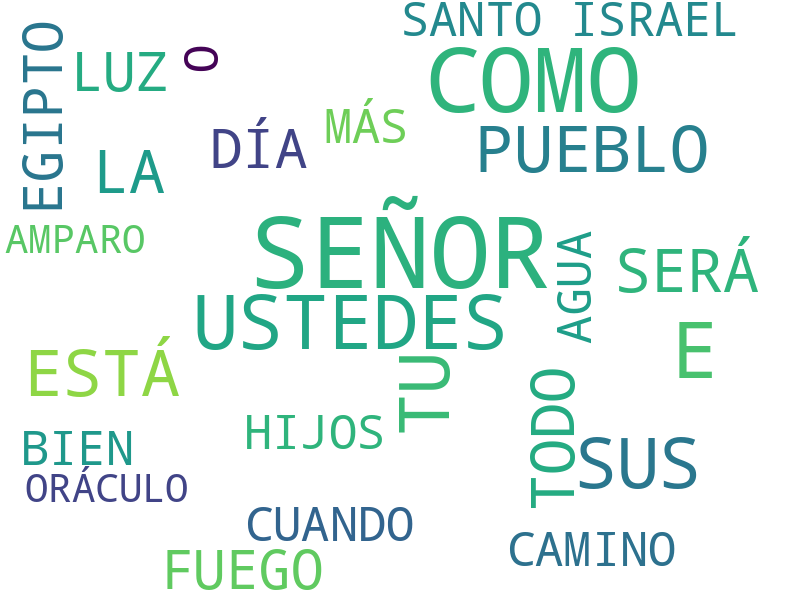 SANTO ISRAEL
EGIPTO
LUZ
O
COMO
MÁS
DÍA
PUEBLO
LA
AMPARO
SEÑOR
AGUA
SERÁ
USTEDES
E
ESTÁ
TU
TODO
HIJOS
BIEN
SUS
ORÁCULO
CUANDO
CAMINO
FUEGO